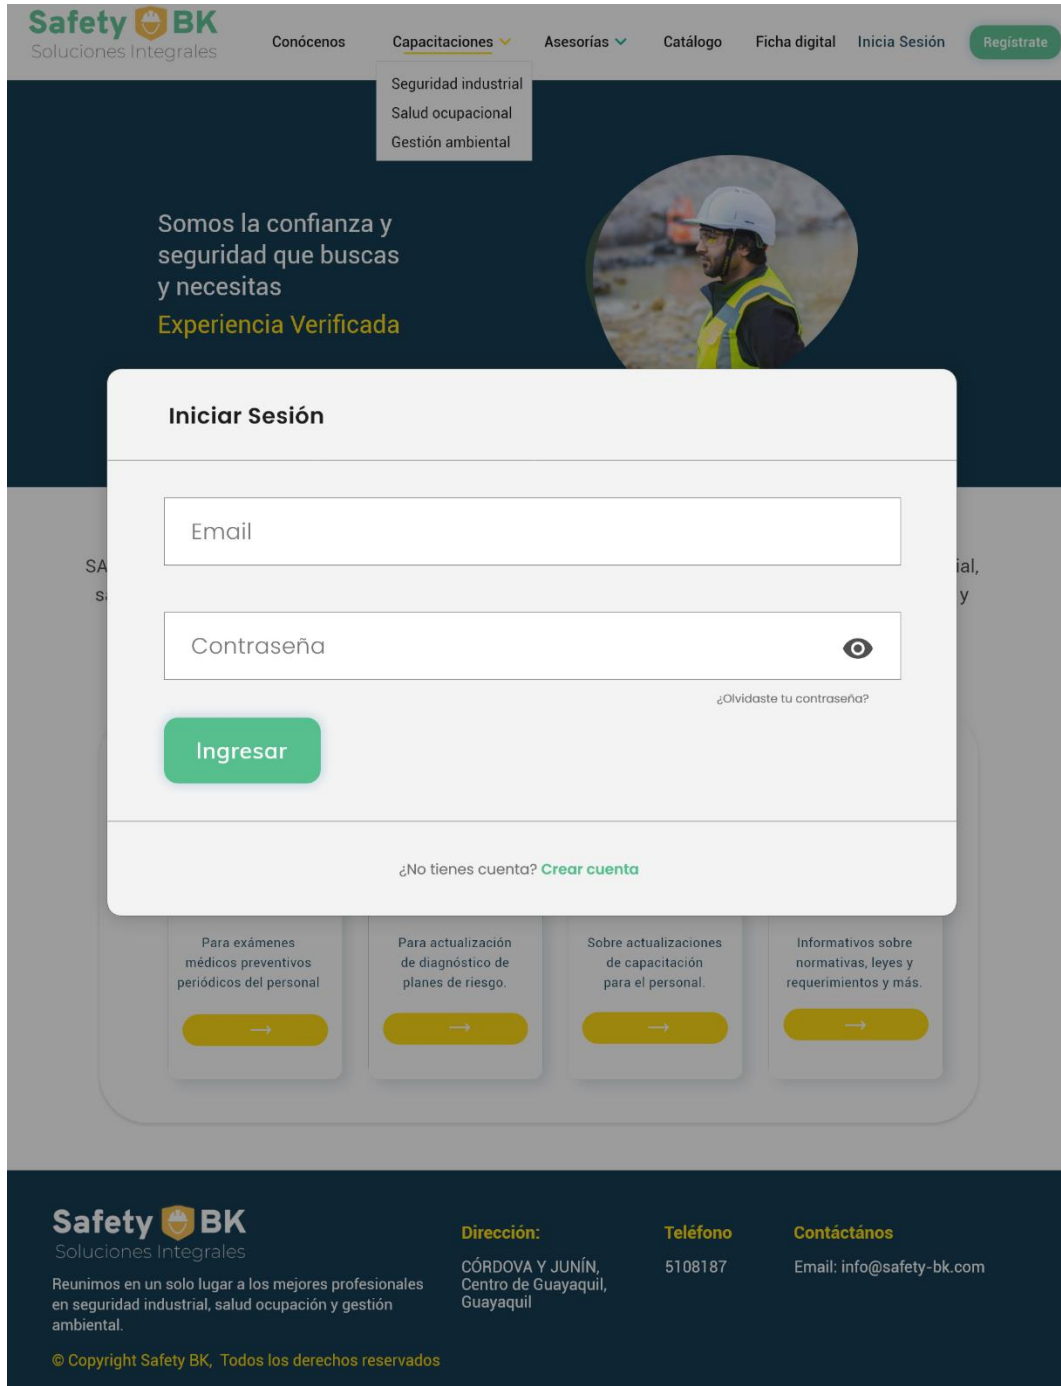 Safety BK
Soluciones Integrales
Conócenos
Capacitaciones
Asesorías
Catálogo
Ficha digital
Inicia Sesión
Regístrate
Seguridad industrial
Salud ocupacional
Gestión ambiental
Somos la confianza y
seguridad que buscas
y necesitas
Experiencia Verificada
Iniciar Sesión
Email
Contraseña
¿Olvidaste tu contraseña?
Ingresar
¿No tienes cuenta? Crear cuenta
Para exámenes
médicos preventivos
periódicos del personal
Para actualización
de diagnóstico de
planes de riesgo.
Sobre actualizaciones
de capacitación
para el personal.
Informativos sobre
normativas, leyes y
requerimientos y más.
Safety BK
Soluciones Integrales
Reunimos en un solo lugar a los mejores profesionales
en seguridad industrial, salud ocupación y gestión
ambiental.
© Copyright Safety BK, Todos los derechos reservados
Dirección:
CÓRDOVA Y JUNÍN,
Centro de Guayaquil,
Guayaquil
Teléfono
5108187
Contáctános
Email: info@safety-bk.com